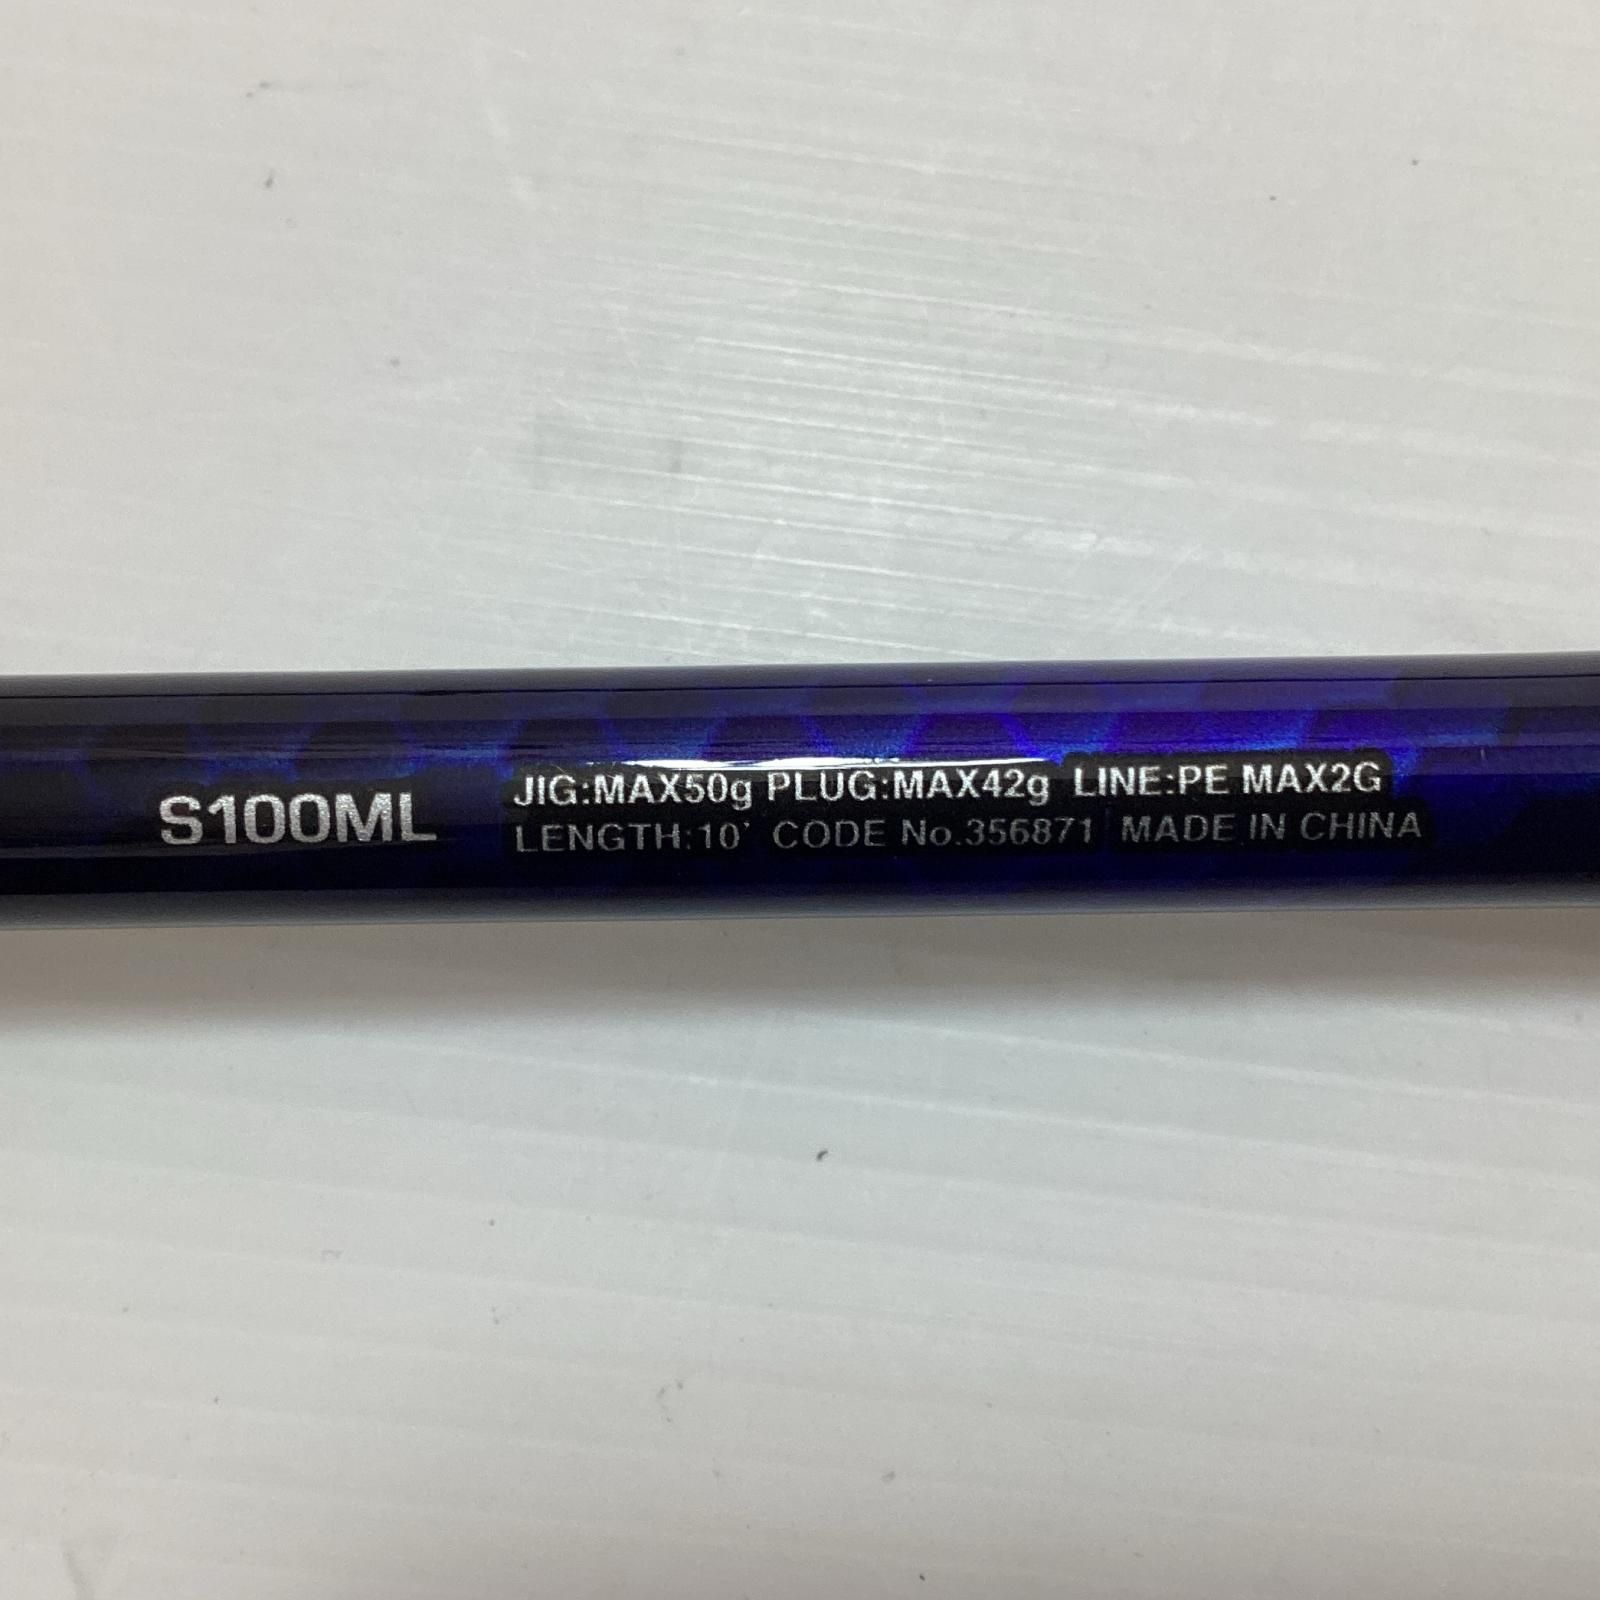 S100ML
JIG:MAX50g PLUG:MAX42g LINE:PE MAX2G
LENGTH:10' CODE No.356871 MADE IN CHINA